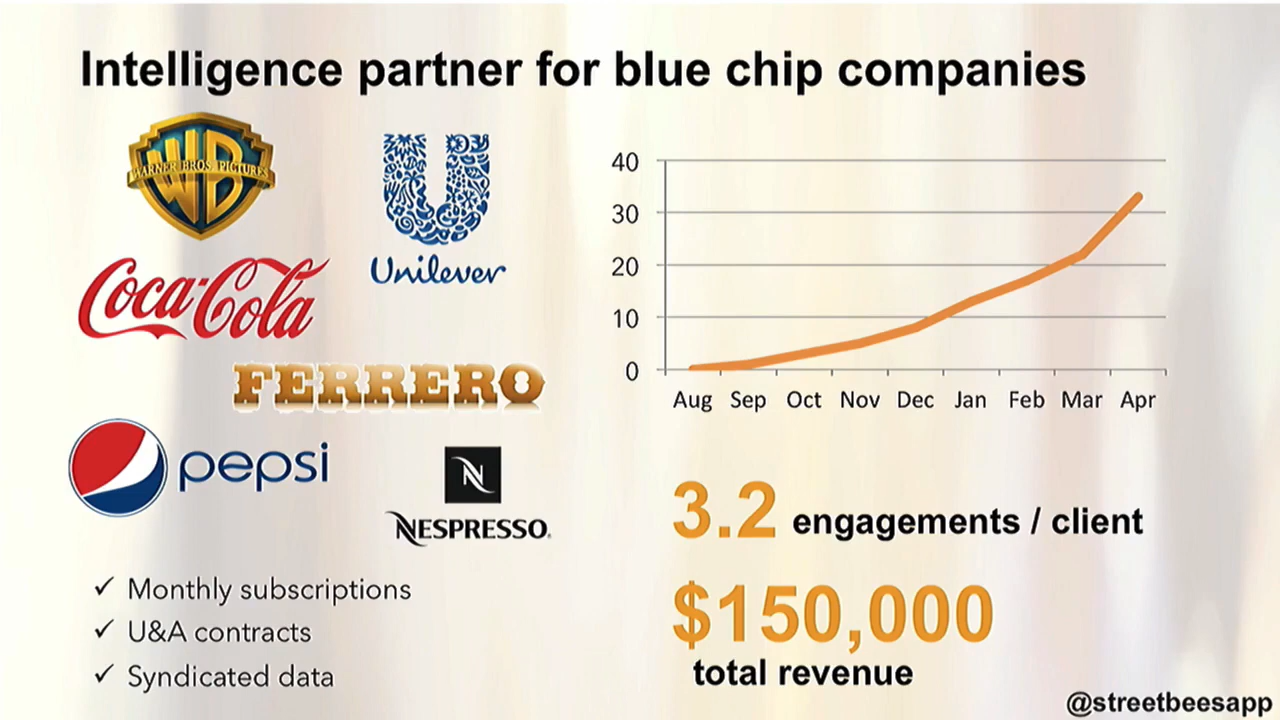 Intelligence partner for blue chip companies
WARNER BROS. PICTURES
WB
Unilever
Coca-Cola
FERRERO
pepsi
N
NESPRESSO.
✓ Monthly subscriptions
✓ U&A contracts
✓ Syndicated data
40
30
20
10
0
Aug Sep Oct Nov Dec Jan Feb Mar Apr
3.2 engagements / client
$150,000
total revenue
@streetbeesapp